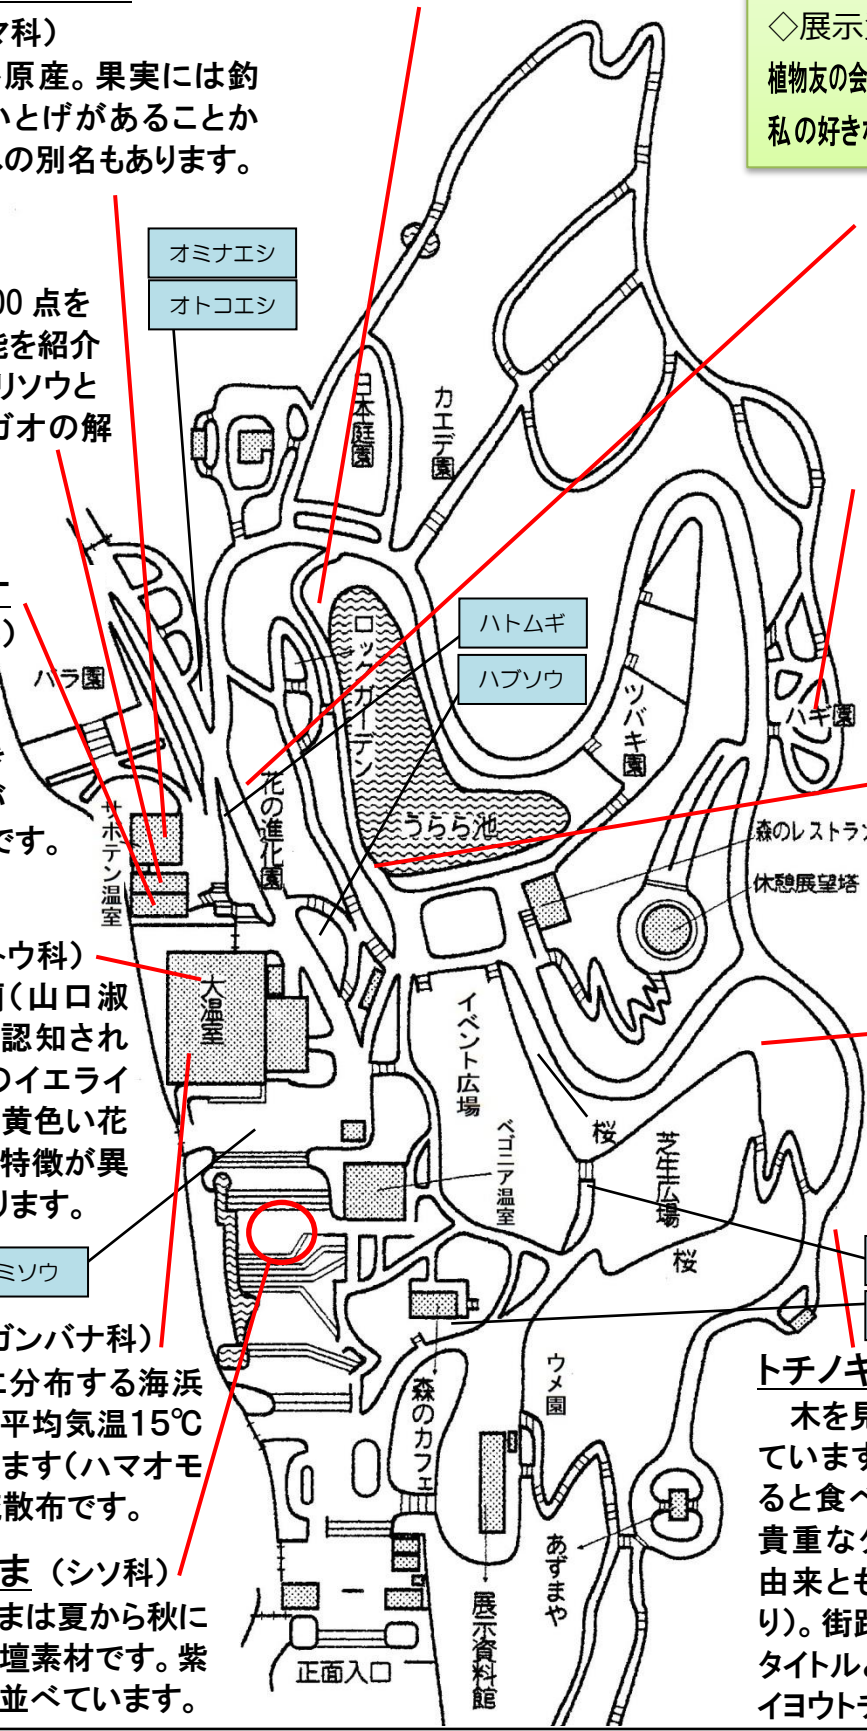 マ科）
原産。果実には釣
いとげがあることか
の別名もあります。
◇展示
植物友の会
私の好きな
オミナエシ
オトコエシ
00 点を
能を紹介
リソウと
ガオの解
日本庭園
カエデ園
ー
）
バラ園
ロックガーデン
ハトムギ
ハブソウ
ツバキ園
ハギ園
が
です。
サボテン温室
花の進化園
うらら池
森のレストラン
休憩展望塔
トウ科）
（山口淑
認知され
のイエライ
黄色い花
特徴が異
ります。
大温室
イベント広場
桜
ベゴニア温室
芝生広場
桜
ミソウ
ガンバナ科）
に分布する海浜
平均気温15℃
ます（ハマオモ
散布です。
森のカフェ
ウメ園
トチノキ
木を見
ています
ると食べ
貴重な
由来とも
り）。街路
タイトル
イヨウト
あずまや
展示資料館
ま （シソ科）
まは夏から秋に
壇素材です。紫
並べています。
正面入口